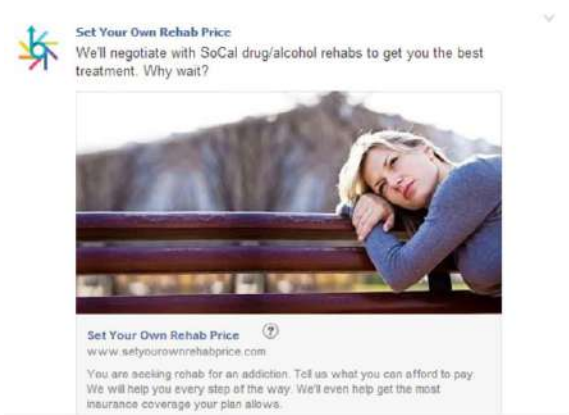 Set Your Own Rehab Price
We'll negotiate with SoCal drug/alcohol rehabs to get you the best
treatment. Why wait?
Set Your Own Rehab Price ?
www.setyourownrehabprice.com
You are seeking rehab for an addiction. Tell us what you can afford to pay.
We will help you every step of the way. We'll even help get the most
insurance coverage your plan allows.